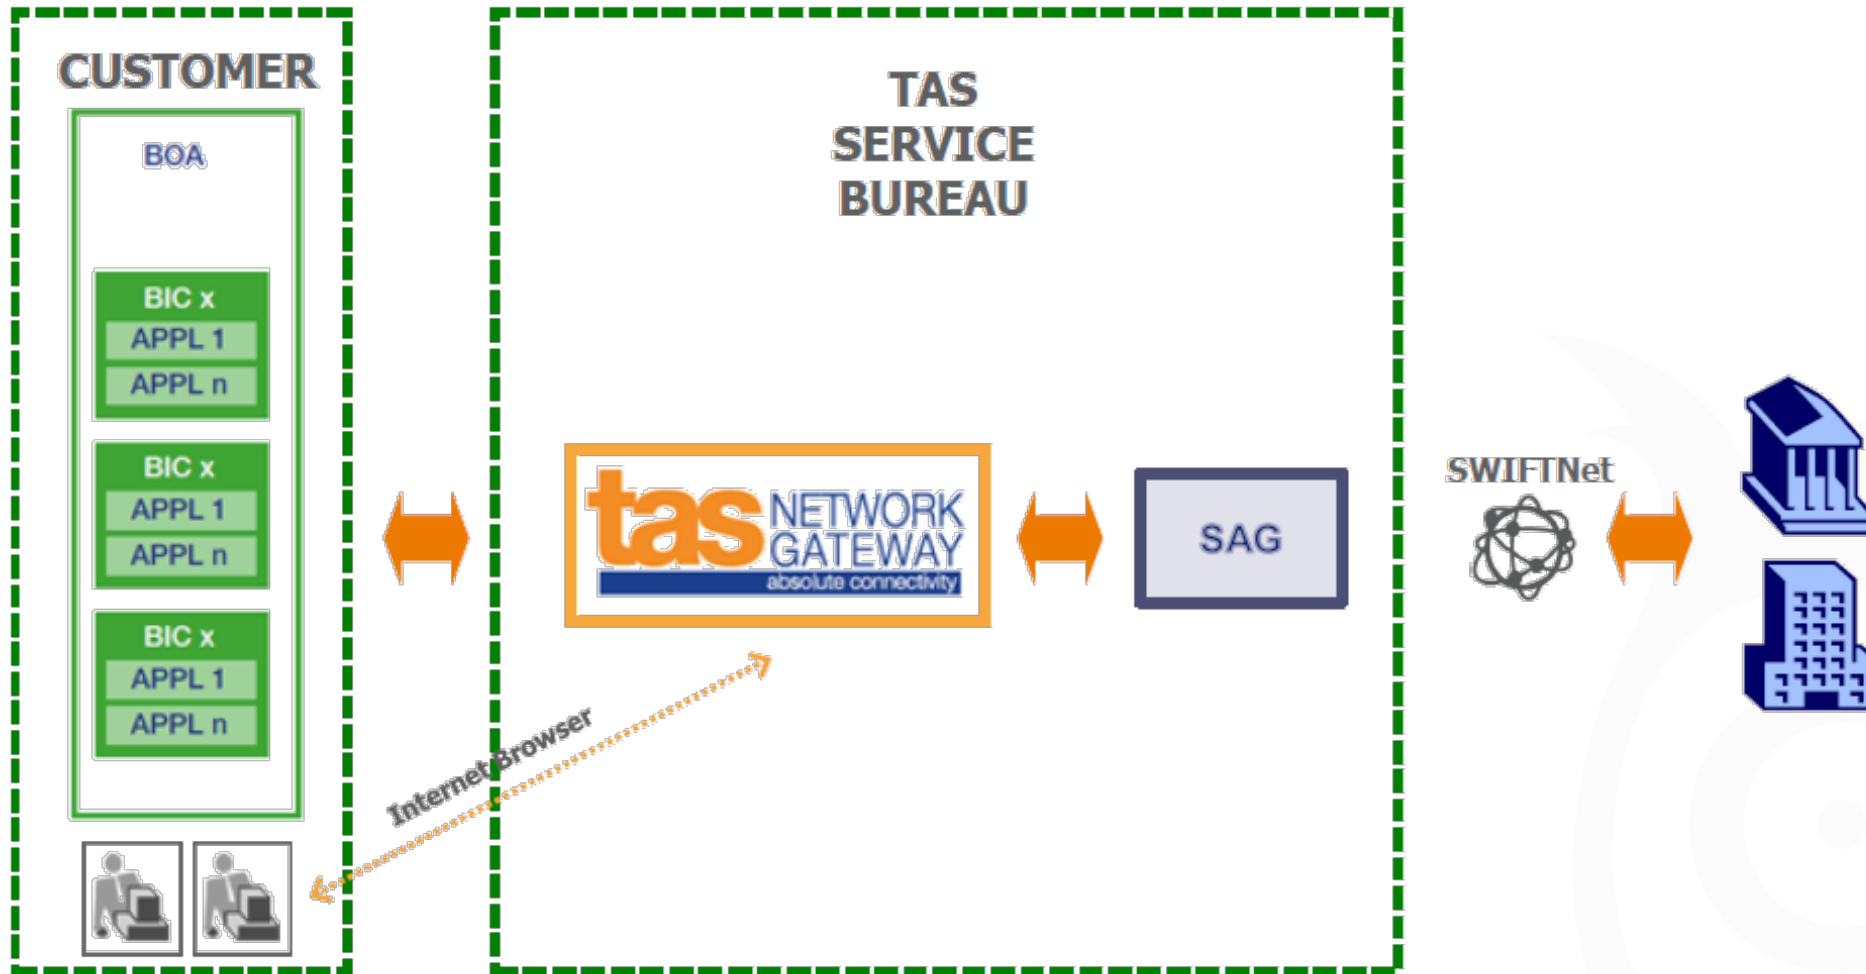 CUSTOMER
BOA
BIC x
APPL 1
APPL n
BIC x
APPL 1
APPL n
BIC x
APPL 1
APPL n
Internet Browser
TAS
SERVICE
BUREAU
tas NETWORK
GATEWAY
absolute connectivity
SAG
SWIFTNet